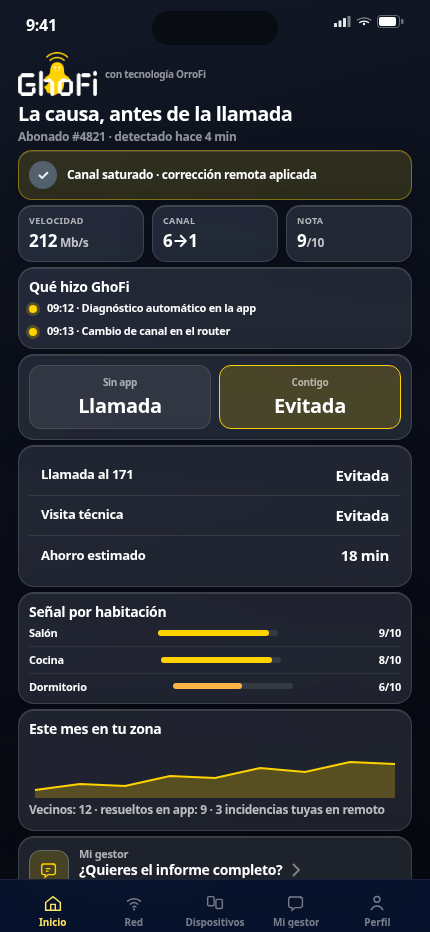 9:41
GhoFi con tecnología OrroFi
La causa, antes de la llamada
Abonado #4821 · detectado hace 4 min
Canal saturado · corrección remota aplicada
VELOCIDAD CANAL NOTA
212 Mb/s 6→1 9/10
Qué hizo GhoFi
09:12 · Diagnóstico automático en la app
09:13 · Cambio de canal en el router
Sin app Contigo
Llamada Evitada
Llamada al 171 Evitada
Visita técnica Evitada
Ahorro estimado 18 min
Señal por habitación
Salón 9/10
Cocina 8/10
Dormitorio 6/10
Este mes en tu zona
Vecinos: 12 · resueltos en app: 9 · 3 incidencias tuyas en remoto
Mi gestor
¿Quieres el informe completo?
Inicio Red Dispositivos Mi gestor Perfil